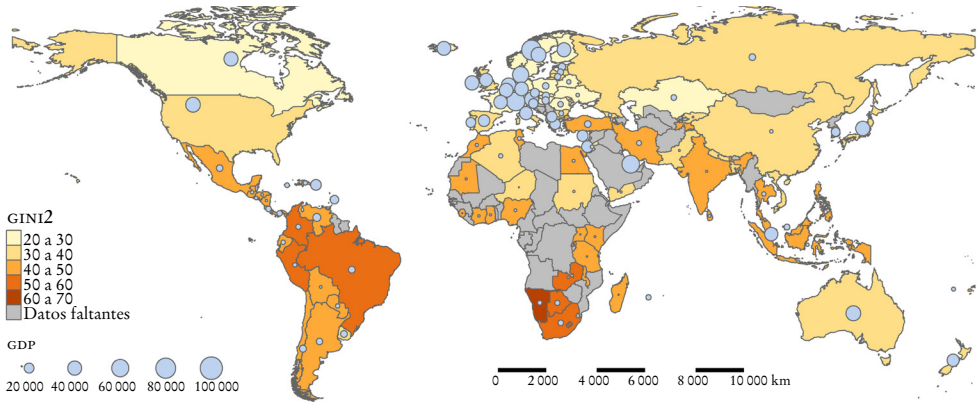 GINI2
20 a 30
30 a 40
40 a 50
50 a 60
60 a 70
Datos faltantes
GDP
20 000 40 000 60 000 80 000 100 000
0 2 000 4 000 6 000 8 000 10 000 km